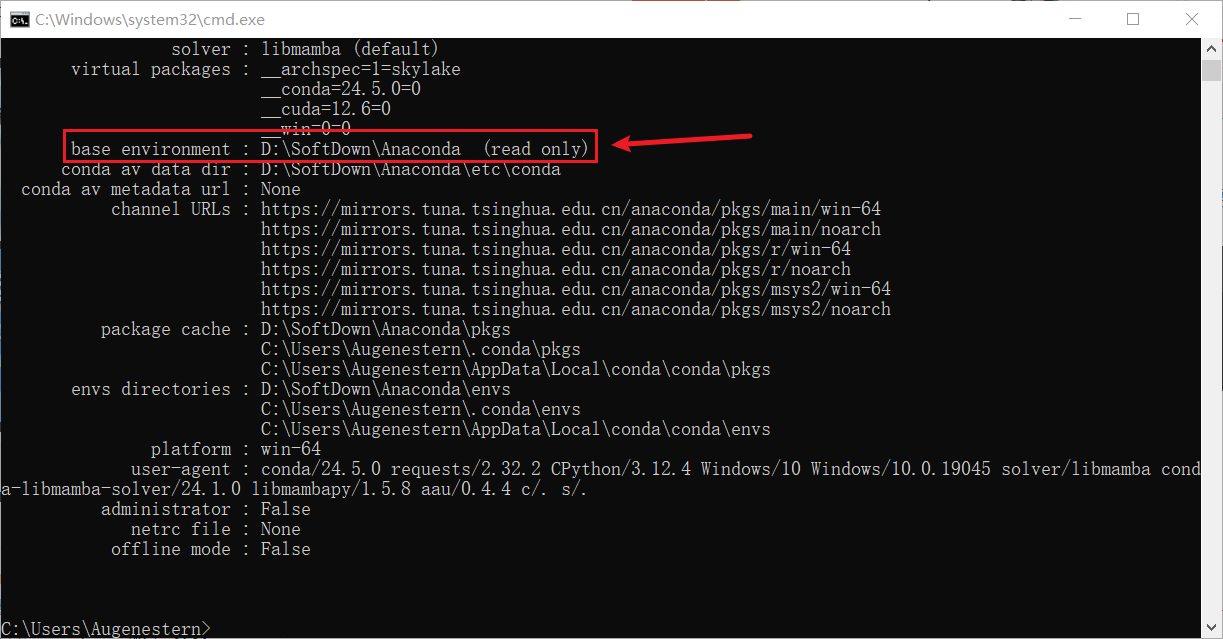 C:\Windows\system32\cmd.exe
solver : libmamba (default)
virtual packages : __archspec=1=skylake
__conda=24.5.0=0
__cuda=12.6=0
__win=0=0
base environment : D:\SoftDown\Anaconda  (read only)
conda av data dir : D:\SoftDown\Anaconda\etc\conda
conda av metadata url : None
channel URLs : https://mirrors.tuna.tsinghua.edu.cn/anaconda/pkgs/main/win-64
https://mirrors.tuna.tsinghua.edu.cn/anaconda/pkgs/main/noarch
https://mirrors.tuna.tsinghua.edu.cn/anaconda/pkgs/r/win-64
https://mirrors.tuna.tsinghua.edu.cn/anaconda/pkgs/r/noarch
https://mirrors.tuna.tsinghua.edu.cn/anaconda/pkgs/msys2/win-64
https://mirrors.tuna.tsinghua.edu.cn/anaconda/pkgs/msys2/noarch
package cache : D:\SoftDown\Anaconda\pkgs
C:\Users\Augenestern\.conda\pkgs
C:\Users\Augenestern\AppData\Local\conda\conda\pkgs
envs directories : D:\SoftDown\Anaconda\envs
C:\Users\Augenestern\.conda\envs
C:\Users\Augenestern\AppData\Local\conda\conda\envs
platform : win-64
user-agent : conda/24.5.0 requests/2.32.2 CPython/3.12.4 Windows/10 Windows/10.0.19045 solver/libmamba cond
a-libmamba-solver/24.1.0 libmambapy/1.5.8 aau/0.4.4 c/. s/.
administrator : False
netrc file : None
offline mode : False
C:\Users\Augenestern>